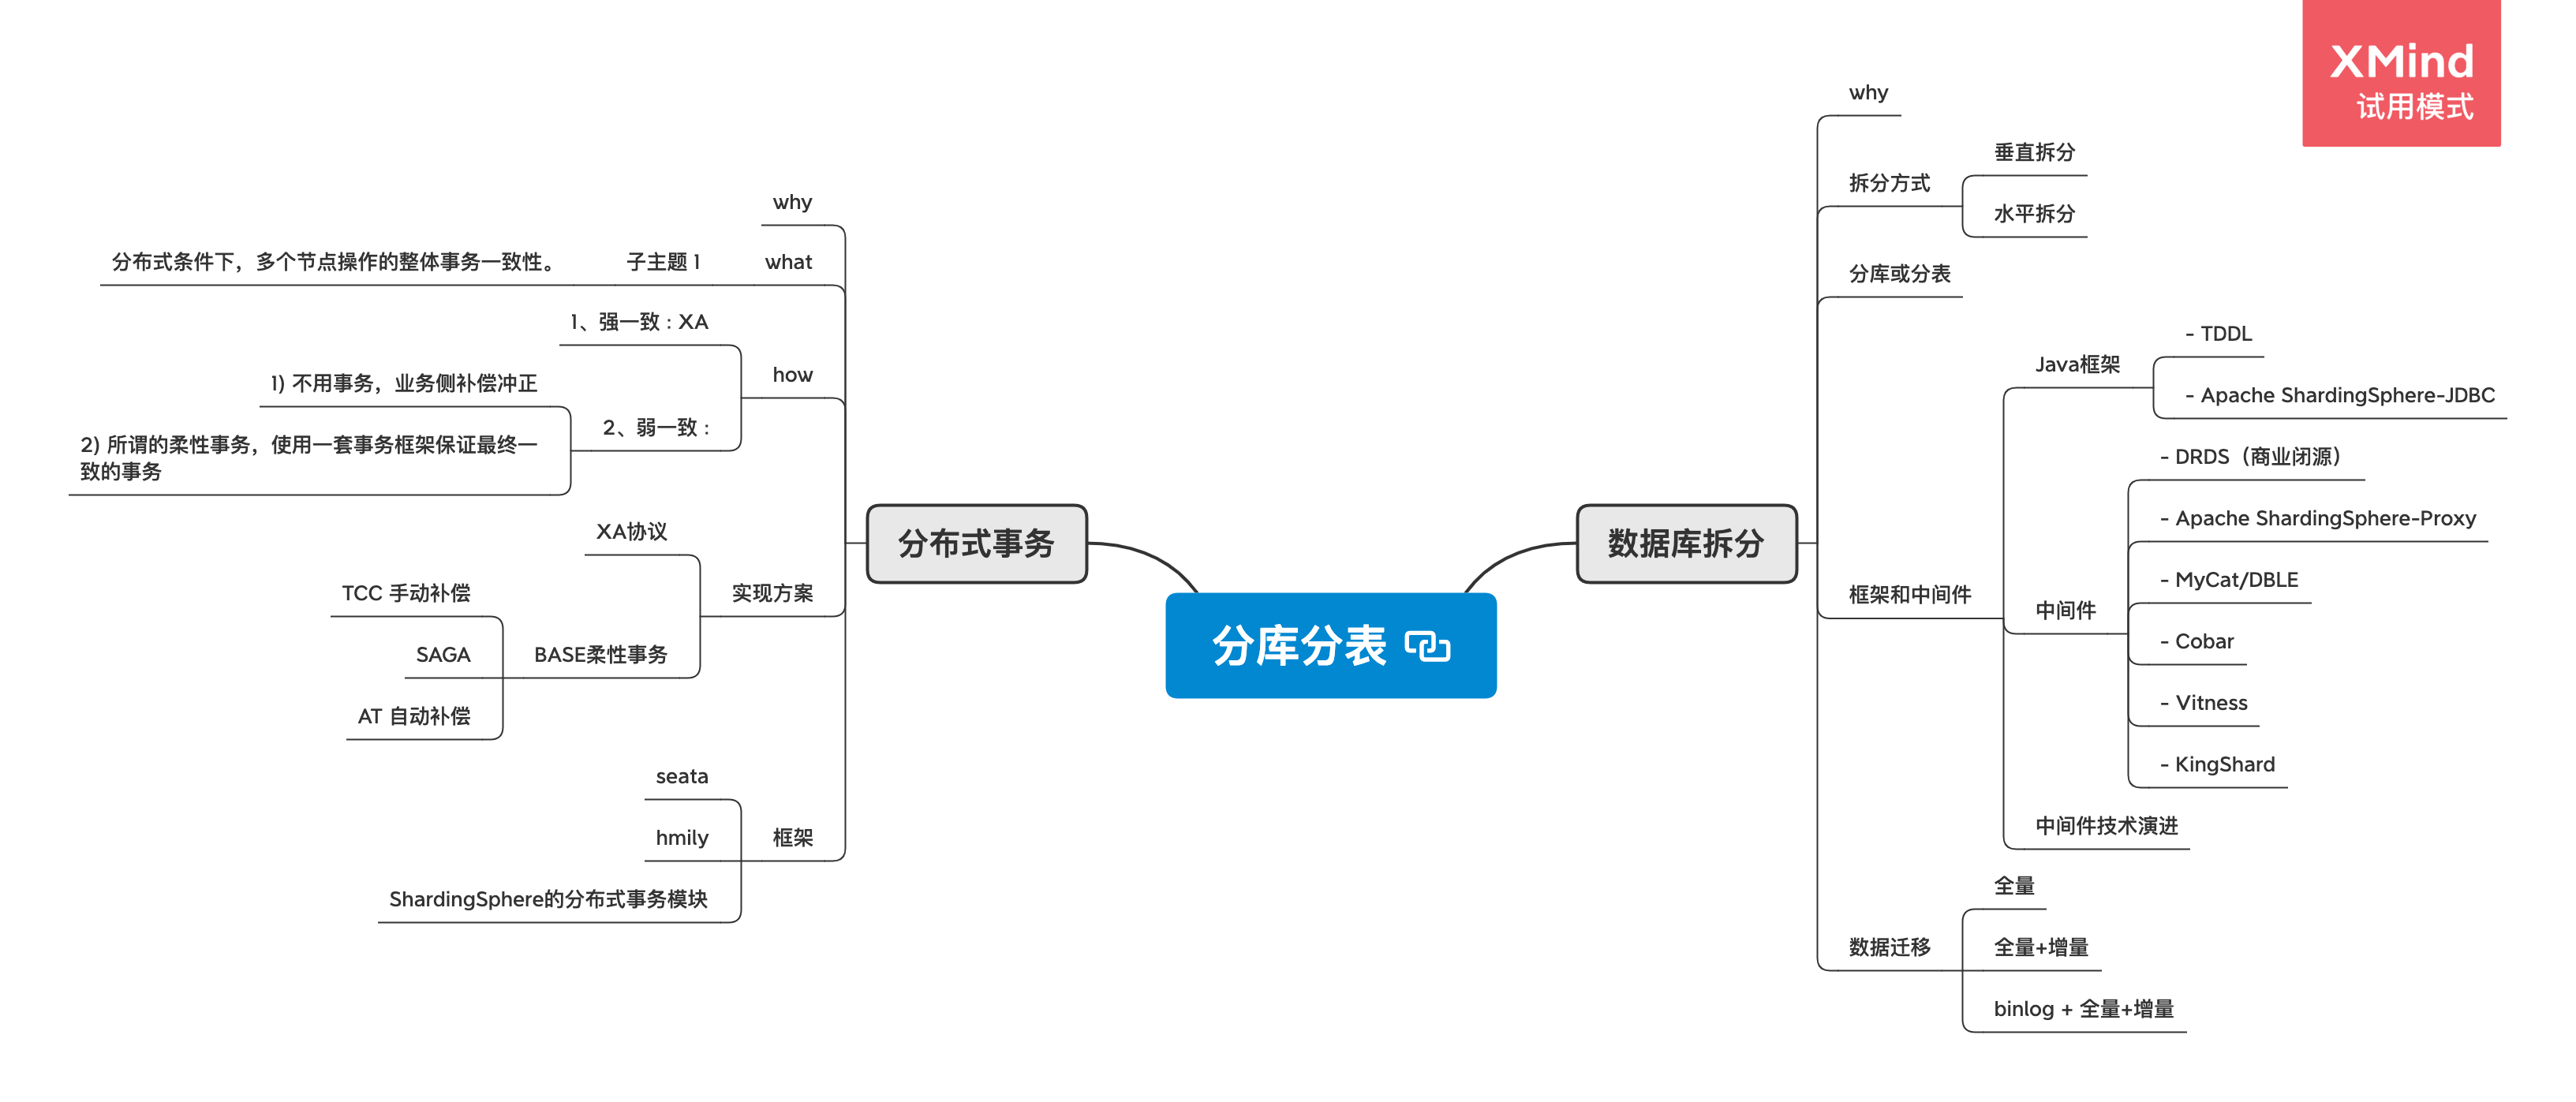 XMind
试用模式
分库分表
数据库拆分
why
拆分方式
垂直拆分
水平拆分
分库或分表
框架和中间件
Java框架
- TDDL
- Apache ShardingSphere-JDBC
中间件
- DRDS（商业闭源）
- Apache ShardingSphere-Proxy
- MyCat/DBLE
- Cobar
- Vitness
- KingShard
中间件技术演进
数据迁移
全量
全量+增量
binlog + 全量+增量
分布式事务
why
what
子主题 1
分布式条件下，多个节点操作的整体事务一致性。
how
1、强一致：XA
2、弱一致：
1) 不用事务，业务侧补偿冲正
2) 所谓的柔性事务，使用一套事务框架保证最终一
致的事务
实现方案
XA协议
BASE柔性事务
TCC 手动补偿
SAGA
AT 自动补偿
框架
seata
hmily
ShardingSphere的分布式事务模块